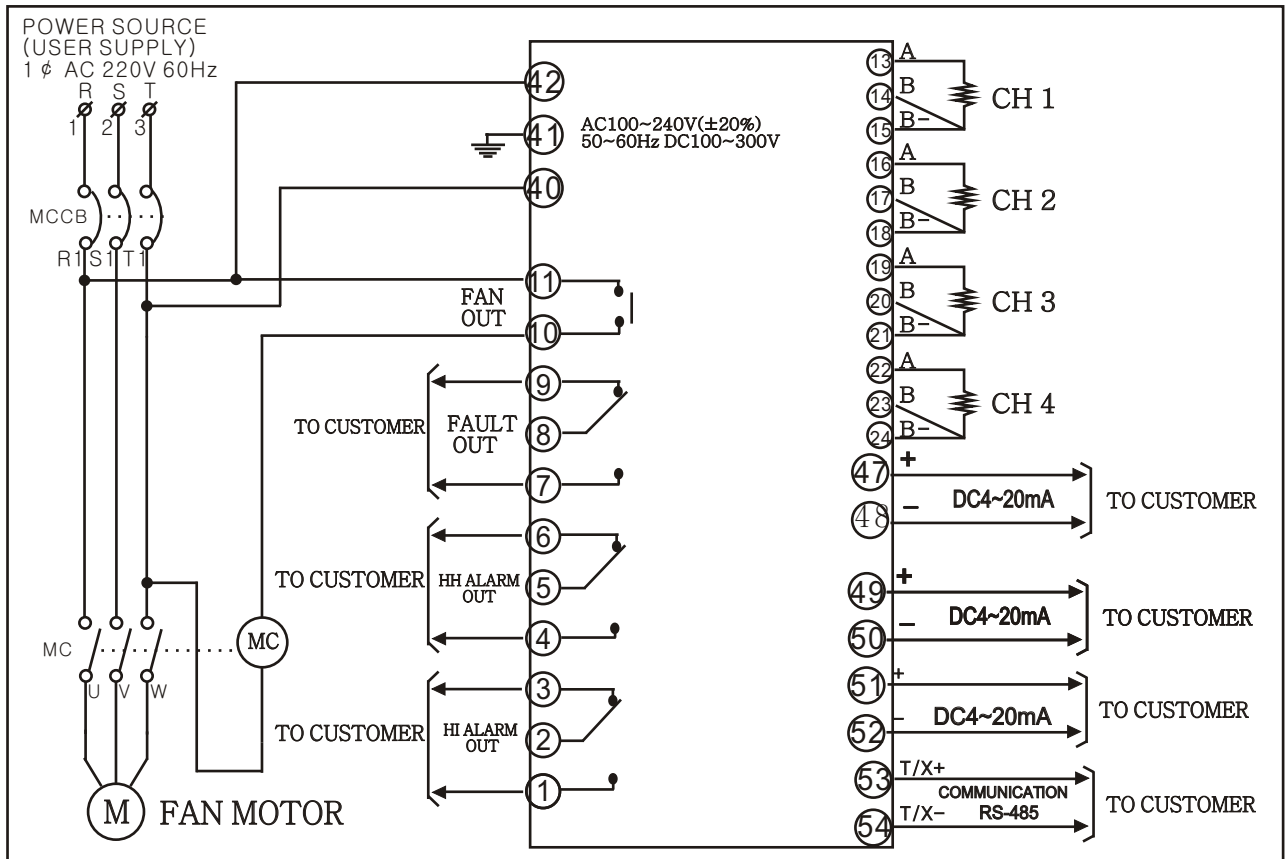 POWER SOURCE
(USER SUPPLY)
1 ¢ AC 220V 60Hz
R S T
1 2 3
MCCB
R1 S1 T1
MC
U V W
MC
M
FAN MOTOR
42
41
40
AC100~240V(±20%)
50~60Hz DC100~300V
11
FAN
OUT
10
9
TO CUSTOMER
FAULT
OUT
8
7
6
TO CUSTOMER
HH ALARM
OUT
5
4
3
TO CUSTOMER
HI ALARM
OUT
2
1
13 A
14 B
15 B-
CH 1
16 A
17 B
18 B-
CH 2
19 A
20 B
21 B-
CH 3
22 A
23 B
24 B-
CH 4
47 +
DC4~20mA
48 -
TO CUSTOMER
49 +
DC4~20mA
50 -
TO CUSTOMER
51 +
DC4~20mA
52 -
TO CUSTOMER
53 T/X+
COMMUNICATION
RS-485
54 T/X-
TO CUSTOMER